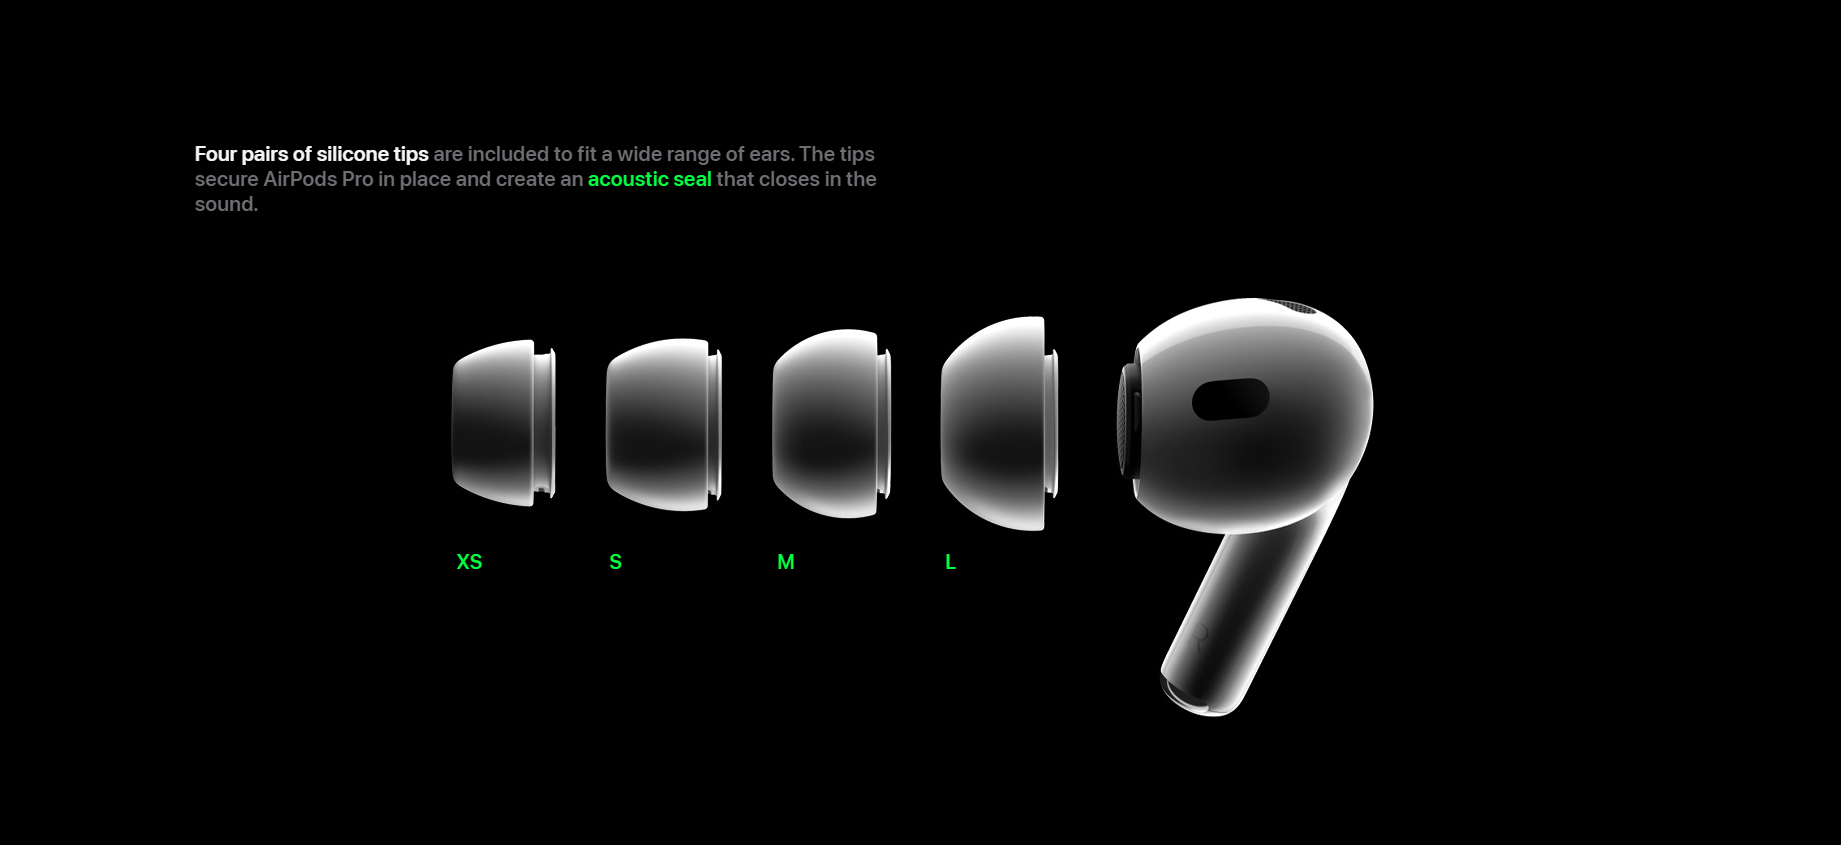 Four pairs of silicone tips are included to fit a wide range of ears. The tips
secure AirPods Pro in place and create an acoustic seal that closes in the
sound.
XS S M L
R